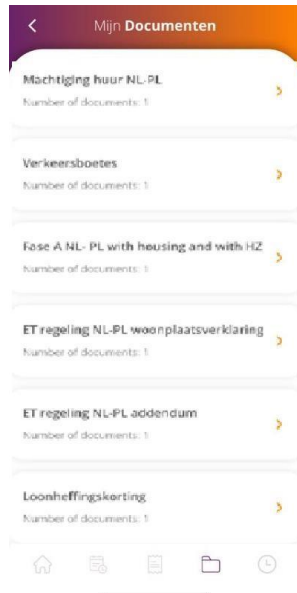 Mijn Documenten
Machtiging huur NL-PL
Number of documents: 1
Verkeersboetes
Number of documents: 1
Fase A NL- PL with housing and with HZ
Number of documents: 1
ET regeling NL-PL woonplaatsverklaring
Number of documents: 1
ET regeling NL-PL addendum
Number of documents: 1
Loonheffingskorting
Number of documents: 1